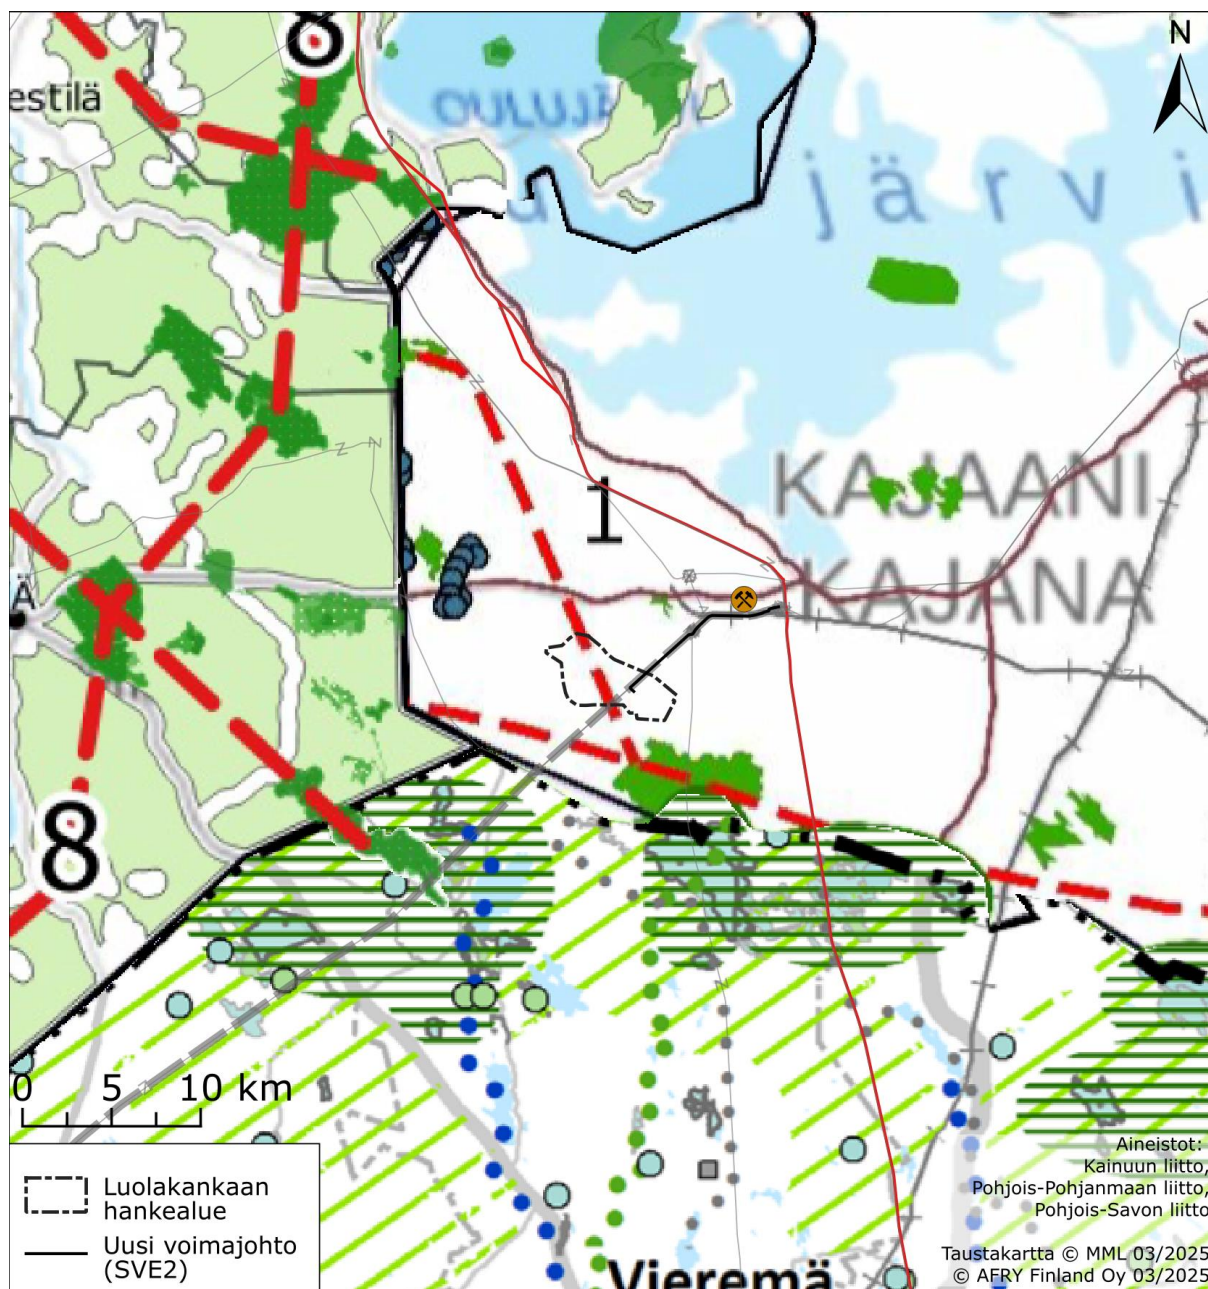 8
N
estilä
OULUJÄ
järvi
1
KAJAANI
KAJANA
Ä
8
0 5 10 km
Luolakankaan
hankealue
Uusi voimajohto
(SVE2)
Vieremä
Aineistot:
Kainuun liitto,
Pohjois-Pohjanmaan liitto,
Pohjois-Savon liitto
Taustakartta © MML 03/2025
© AFRY Finland Oy 03/2025